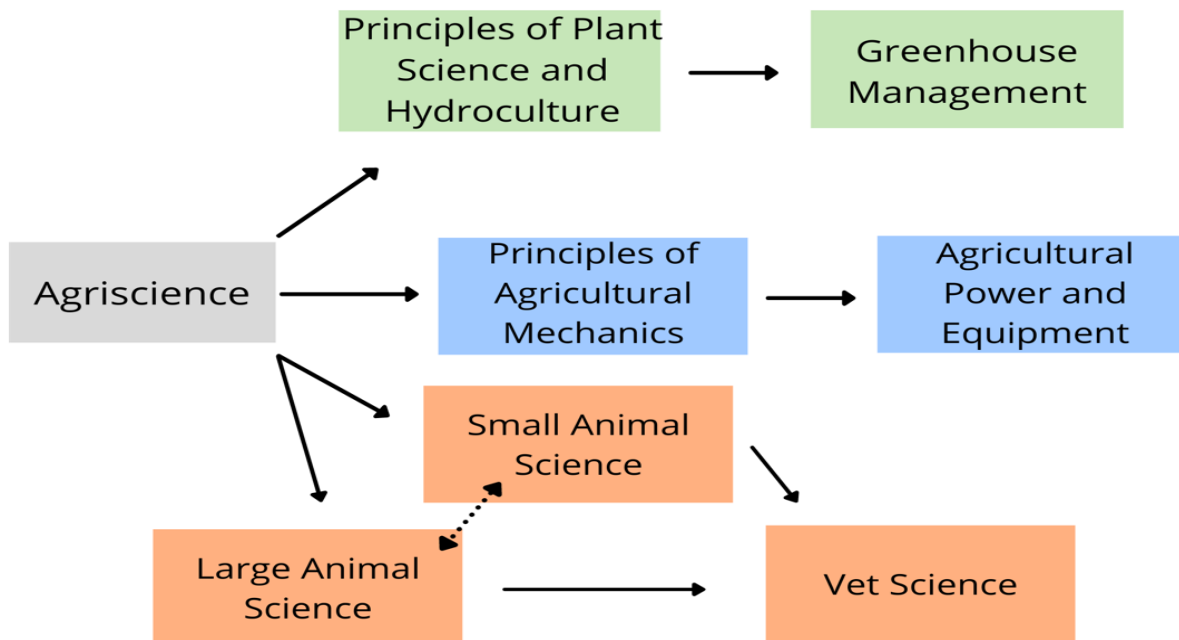 Principles of Plant
Science and
Hydroculture
Greenhouse
Management
Agriscience
Principles of
Agricultural
Mechanics
Agricultural
Power and
Equipment
Small Animal
Science
Large Animal
Science
Vet Science